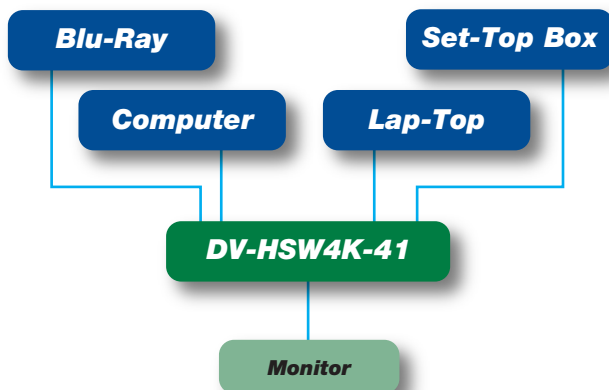 Blu-Ray
Set-Top Box
Computer
Lap-Top
DV-HSW4K-41
Monitor